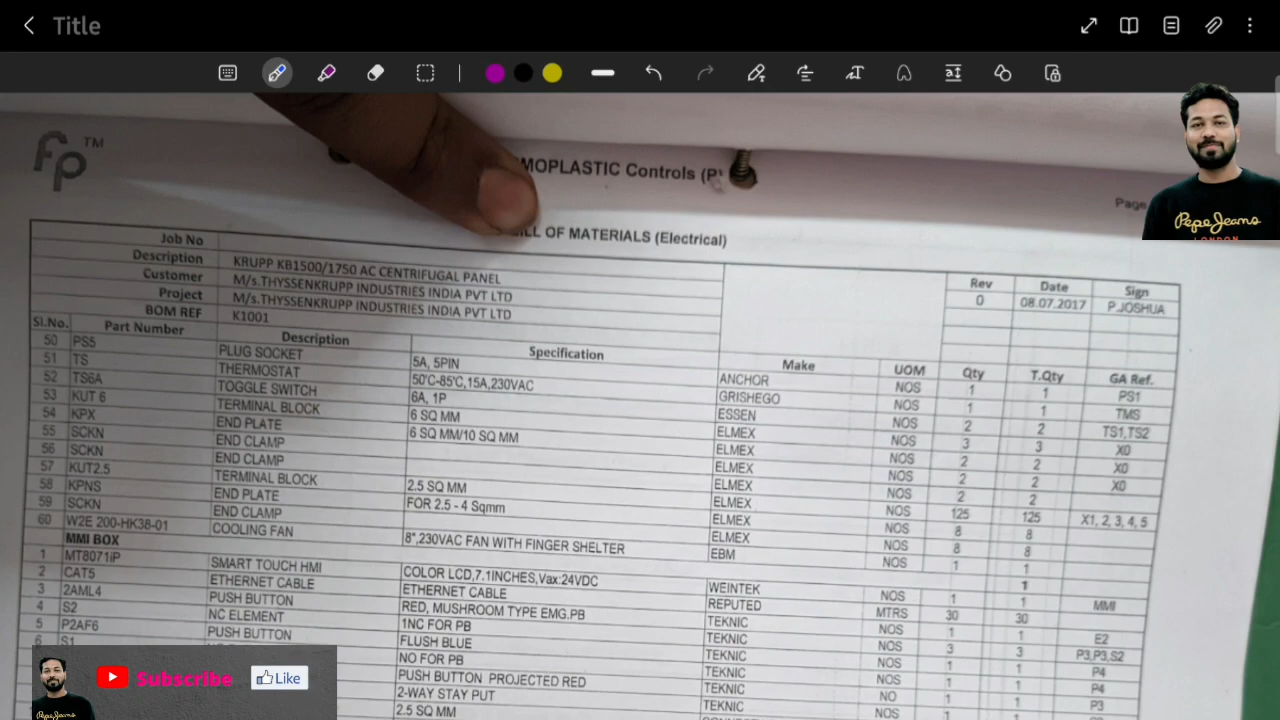 Title
fp TM
MOPLASTIC Controls (P)
Page
BILL OF MATERIALS (Electrical)
Job No
Description KRUPP KB1500/1750 AC CENTRIFUGAL PANEL
Customer M/s.THYSSENKRUPP INDUSTRIES INDIA PVT LTD
Project M/s.THYSSENKRUPP INDUSTRIES INDIA PVT LTD
BOM REF K1001
Rev Date Sign
0 08.07.2017 P.JOSHUA
Sl.No. Part Number Description Specification Make UOM Qty T.Qty GA Ref.
50 PS5 PLUG SOCKET 5A, 5PIN ANCHOR NOS 1 1 PS1
51 TS THERMOSTAT 50'C-85'C,15A,230VAC GRISHEGO NOS 1 1 TMS
52 TS6A TOGGLE SWITCH 6A, 1P ESSEN NOS 2 2 TS1,TS2
53 KUT 6 TERMINAL BLOCK 6 SQ MM ELMEX NOS 3 3 X0
54 KPX END PLATE 6 SQ MM/10 SQ MM ELMEX NOS 2 2 X0
55 SCKN END CLAMP ELMEX NOS 2 2 X0
56 SCKN END CLAMP ELMEX NOS 2 2
57 KUT2.5 TERMINAL BLOCK 2.5 SQ MM ELMEX NOS 125 125 X1, 2, 3, 4, 5
58 KPNS END PLATE FOR 2.5 - 4 Sqmm ELMEX NOS 8 8
59 SCKN END CLAMP ELMEX NOS 8 8
60 W2E 200-HK38-01 COOLING FAN 8",230VAC FAN WITH FINGER SHELTER EBM NOS 1 1
MMI BOX 1
1 MT8071iP SMART TOUCH HMI COLOR LCD,7.1INCHES,Vax:24VDC WEINTEK NOS 1 1 MMI
2 CAT5 ETHERNET CABLE ETHERNET CABLE REPUTED MTRS 30 30
3 2AML4 PUSH BUTTON RED, MUSHROOM TYPE EMG.PB TEKNIC NOS 1 1 E2
4 S2 NC ELEMENT 1NC FOR PB TEKNIC NOS 3 3 P3,P3,S2
5 P2AF6 PUSH BUTTON FLUSH BLUE TEKNIC NOS 1 1 P4
6 S1 NO FOR PB TEKNIC NOS 1 1 P4
PUSH BUTTON PROJECTED RED TEKNIC NO 1 1 P3
2-WAY STAY PUT TEKNIC NOS 1 1
2.5 SQ MM
Pepe Jeans
LONDON
Subscribe
Like
Pepe Jeans